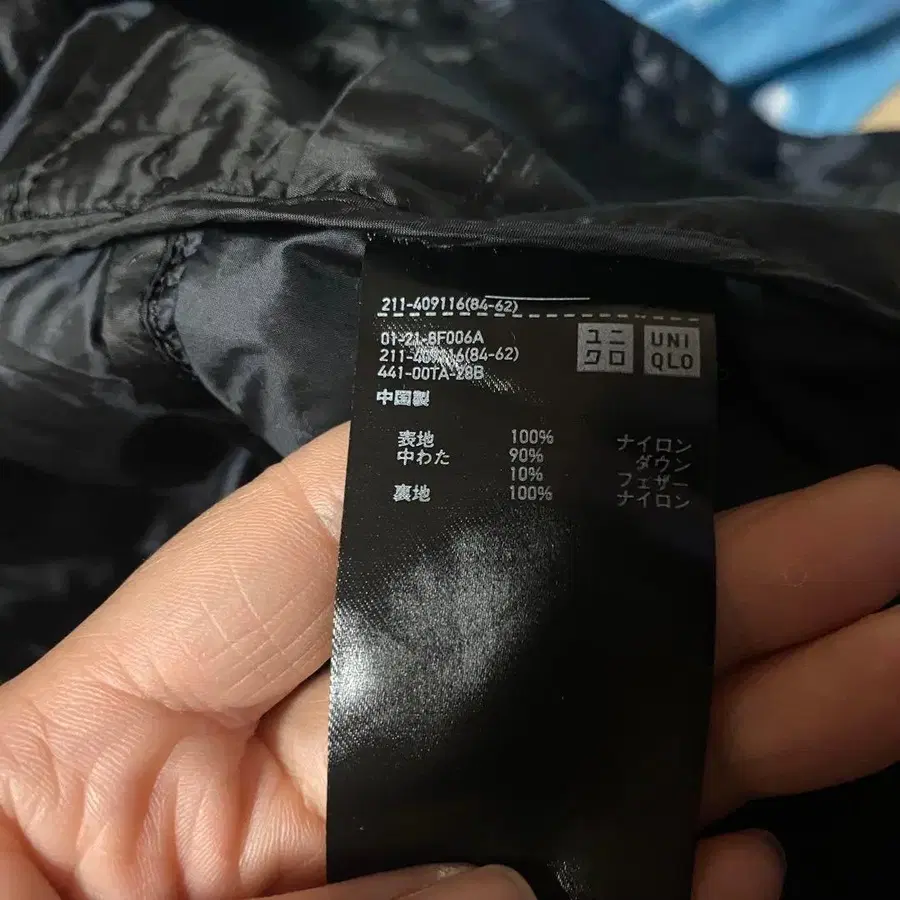 211-409116(84-62)
01-21-8F006A
211-409116(84-62)
441-00TA-28B
ユニクロ
UNIQLO
中国製
表地 100% ナイロン
中わた 90% ダウン
10% フェザー
裏地 100% ナイロン